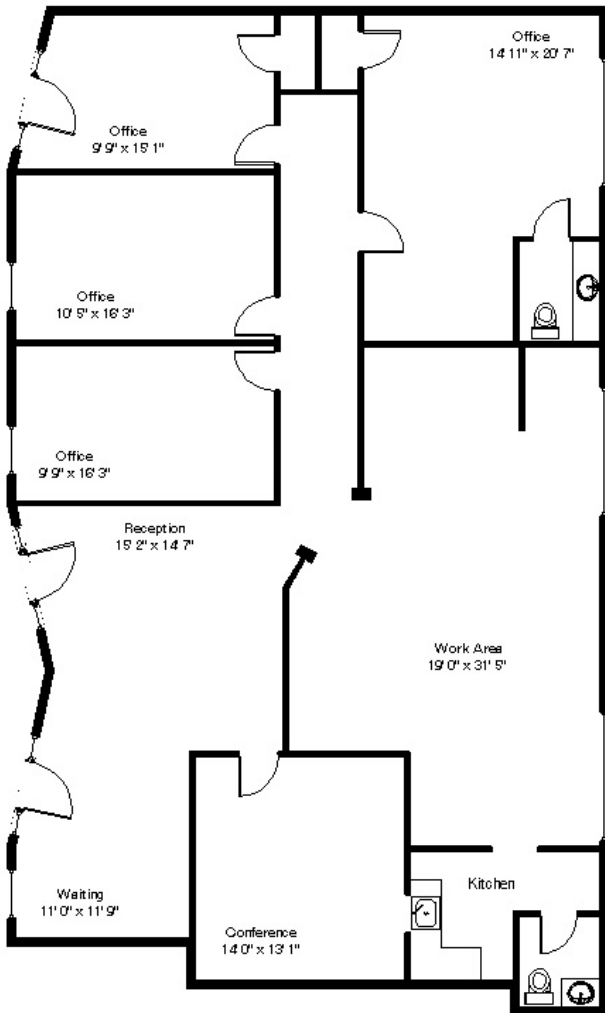 Office
14'11" x 20'7"
Office
9'9" x 15'1"
Office
10'5" x 16'3"
Office
9'9" x 16'3"
Reception
15'2" x 14'7"
Work Area
19'0" x 31'5"
Waiting
11'0" x 11'9"
Kitchen
Conference
14'0" x 13'1"